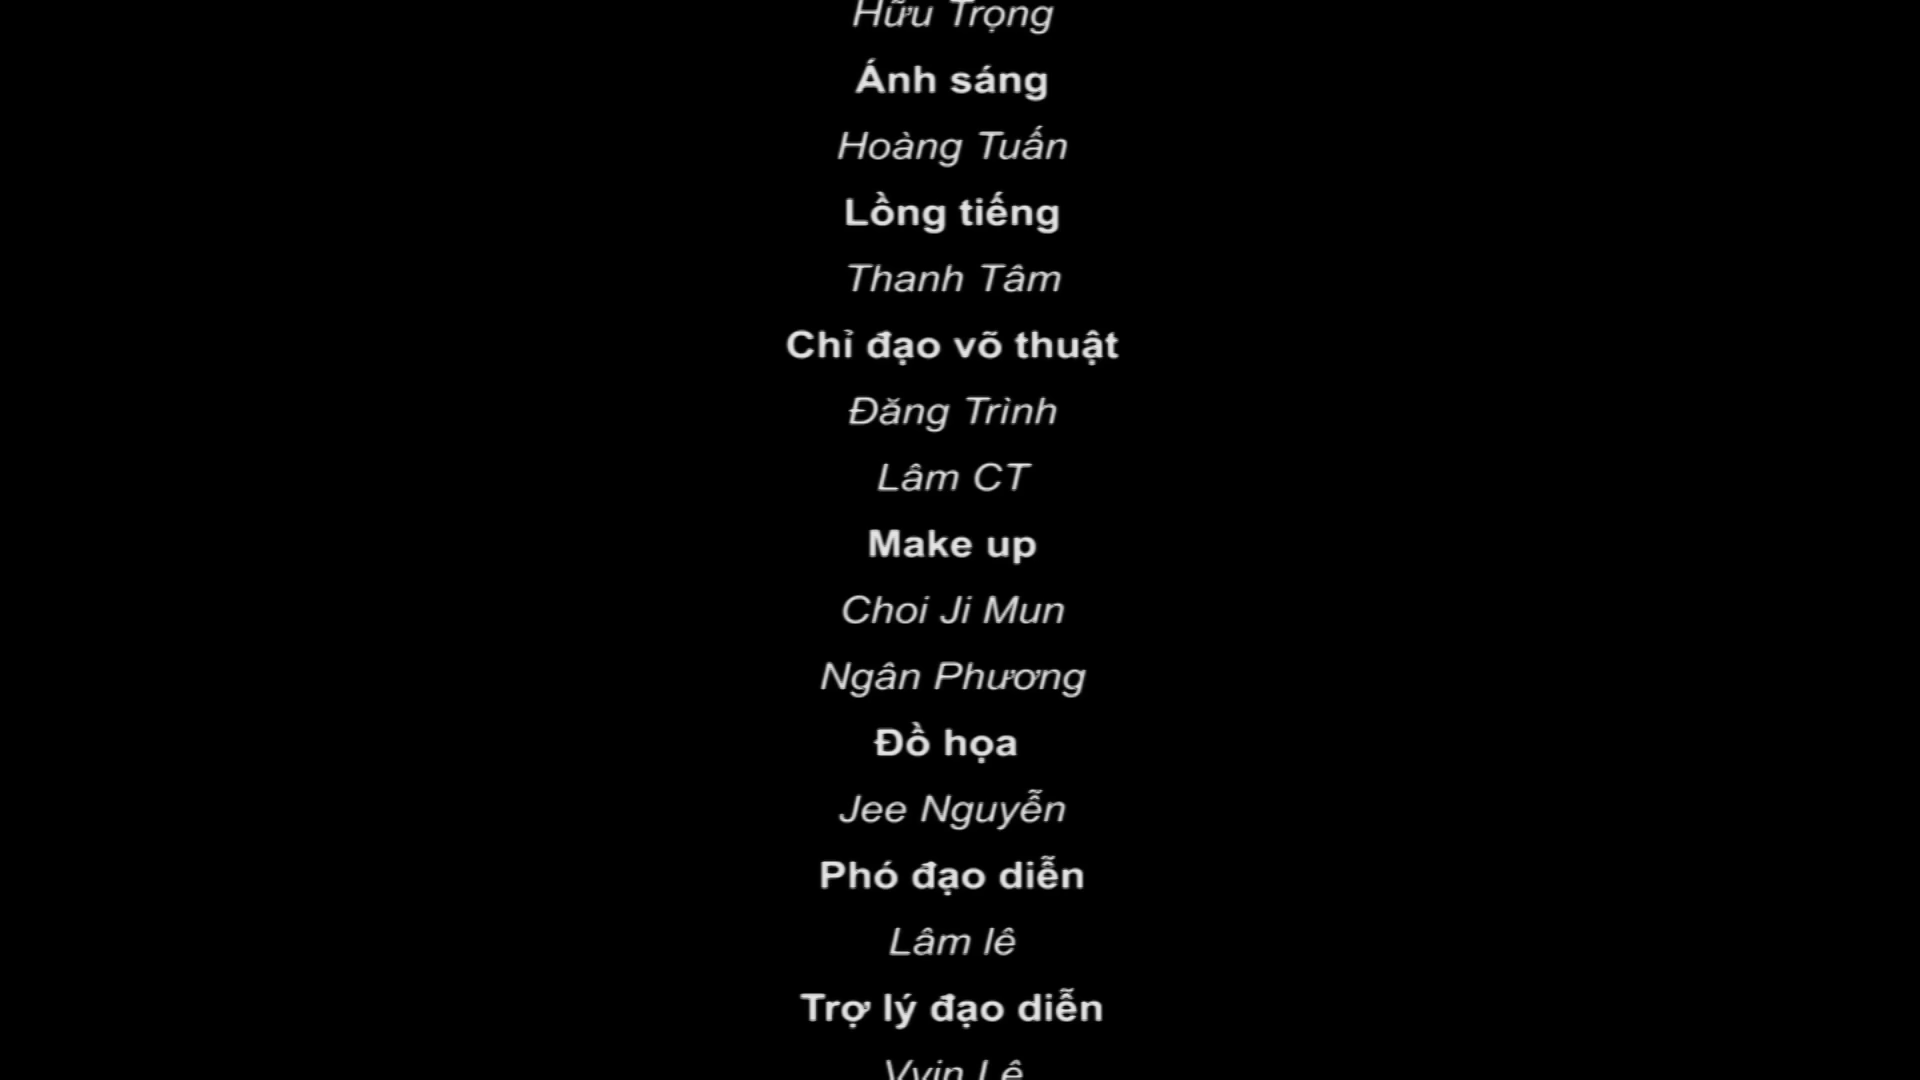 Hữu Trọng
Ánh sáng
Hoàng Tuấn
Lồng tiếng
Thanh Tâm
Chỉ đạo võ thuật
Đăng Trình
Lâm CT
Make up
Choi Ji Mun
Ngân Phương
Đồ họa
Jee Nguyễn
Phó đạo diễn
Lâm lê
Trợ lý đạo diễn
Lê